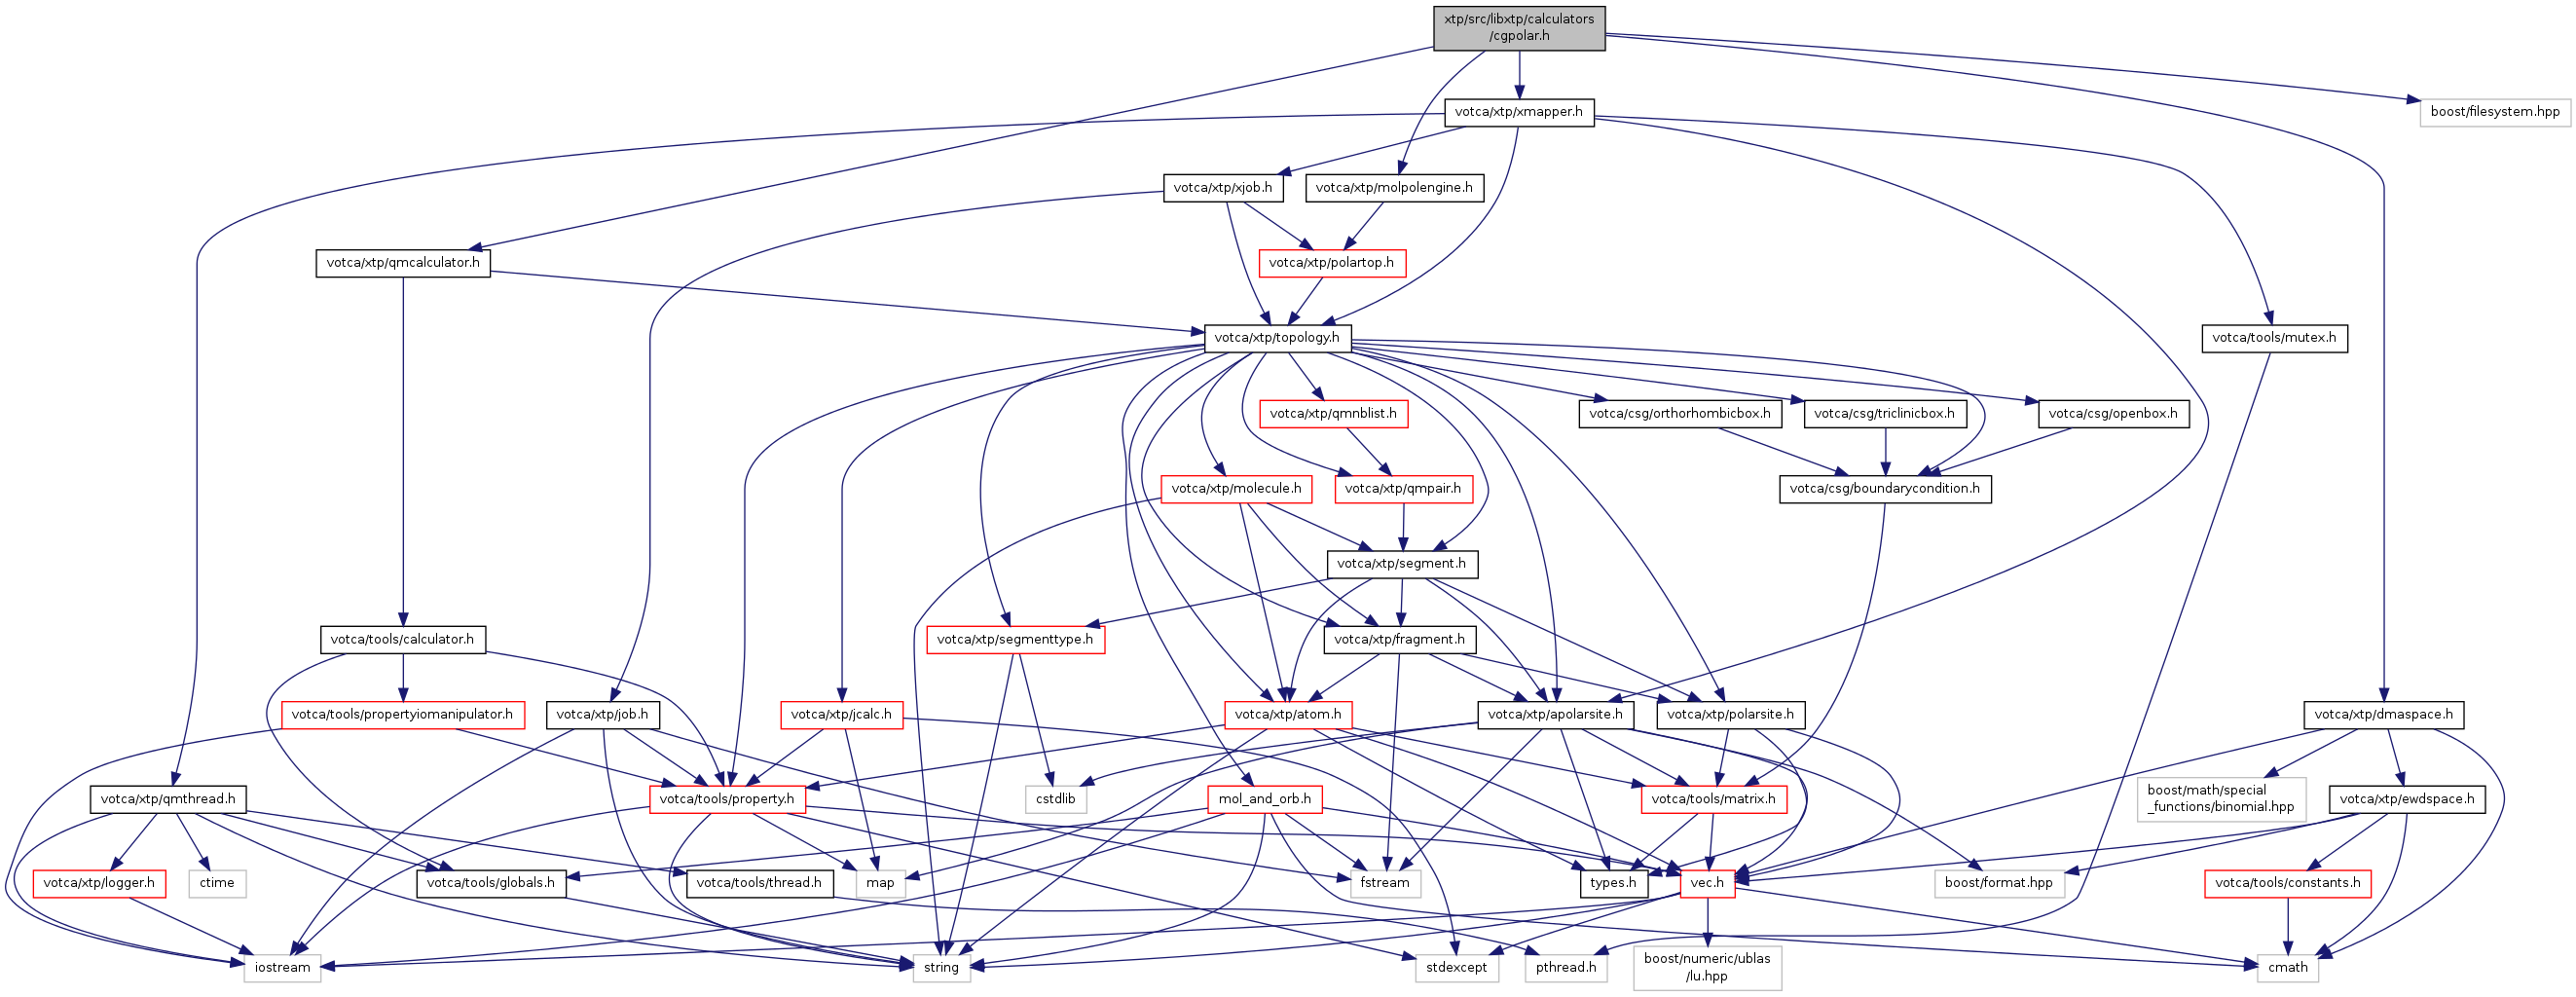 xtp/src/libxtp/calculators
/cgpolar.h
votca/xtp/xmapper.h
boost/filesystem.hpp
votca/xtp/xjob.h
votca/xtp/molpolengine.h
votca/xtp/qmcalculator.h
votca/xtp/polartop.h
votca/xtp/topology.h
votca/tools/mutex.h
votca/xtp/qmnblist.h
votca/csg/orthorhombicbox.h
votca/csg/triclinicbox.h
votca/csg/openbox.h
votca/xtp/molecule.h
votca/xtp/qmpair.h
votca/csg/boundarycondition.h
votca/xtp/segment.h
votca/tools/calculator.h
votca/xtp/segmenttype.h
votca/xtp/fragment.h
votca/tools/propertyiomanipulator.h
votca/xtp/job.h
votca/xtp/jcalc.h
votca/xtp/atom.h
votca/xtp/apolarsite.h
votca/xtp/polarsite.h
votca/xtp/dmaspace.h
votca/xtp/qmthread.h
votca/tools/property.h
cstdlib
mol_and_orb.h
votca/tools/matrix.h
boost/math/special
_functions/binomial.hpp
votca/xtp/ewdspace.h
votca/xtp/logger.h
ctime
votca/tools/globals.h
votca/tools/thread.h
map
fstream
types.h
vec.h
boost/format.hpp
votca/tools/constants.h
iostream
string
stdexcept
pthread.h
boost/numeric/ublas
/lu.hpp
cmath